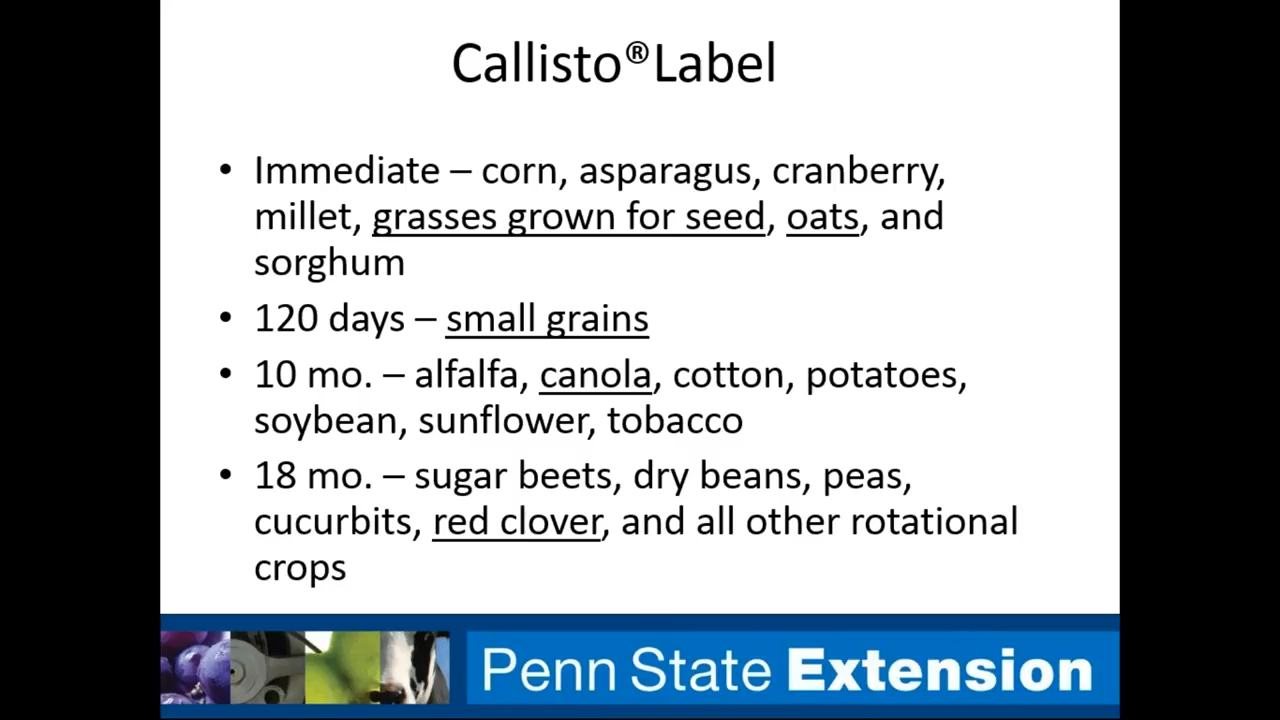 Callisto®Label
• Immediate – corn, asparagus, cranberry,
millet, grasses grown for seed, oats, and
sorghum
• 120 days – small grains
• 10 mo. – alfalfa, canola, cotton, potatoes,
soybean, sunflower, tobacco
• 18 mo. – sugar beets, dry beans, peas,
cucurbits, red clover, and all other rotational
crops
Penn State Extension